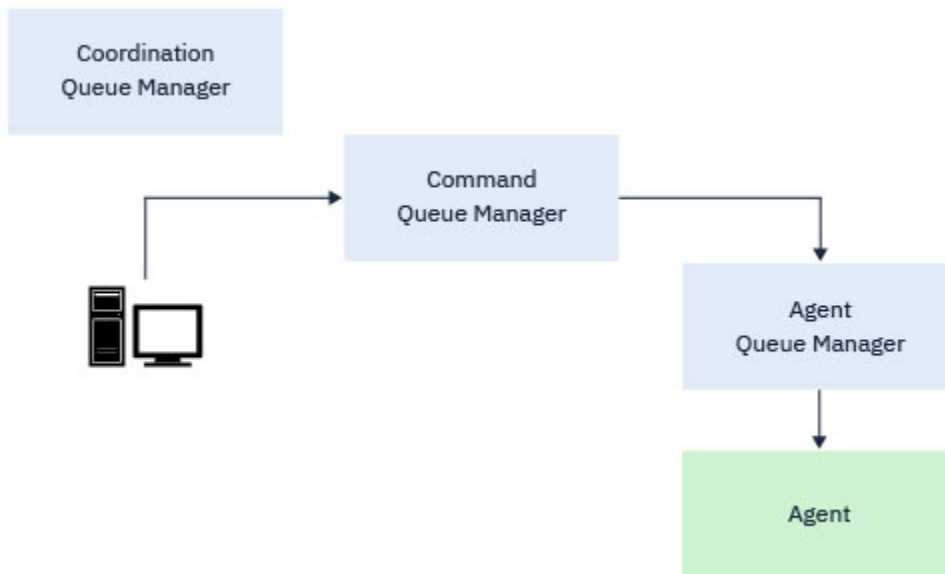 Coordination
Queue Manager
Command
Queue Manager
Agent
Queue Manager
Agent